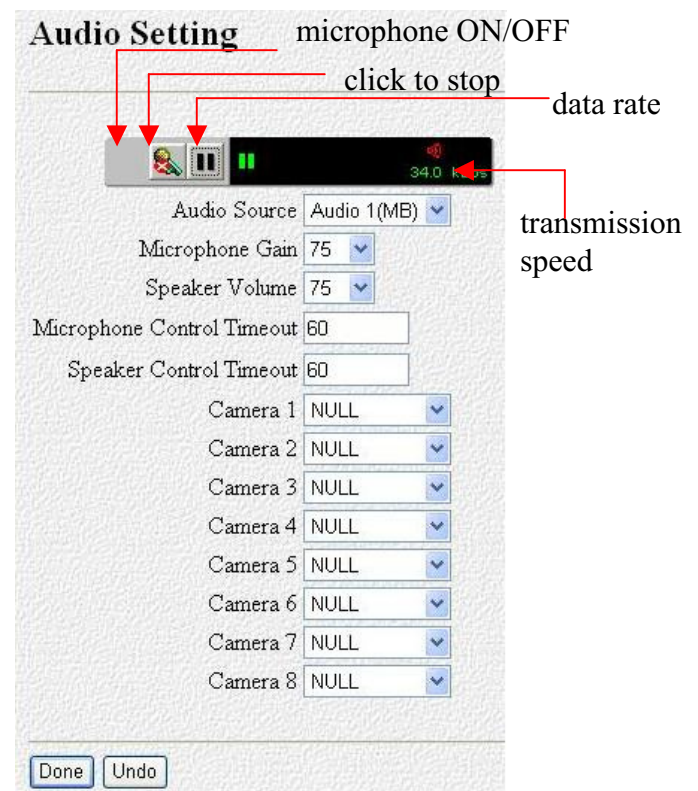 Audio Setting
microphone ON/OFF
click to stop
data rate
34.0 kbps
transmission
speed
Audio Source Audio 1(MB)
Microphone Gain 75
Speaker Volume 75
Microphone Control Timeout 60
Speaker Control Timeout 60
Camera 1 NULL
Camera 2 NULL
Camera 3 NULL
Camera 4 NULL
Camera 5 NULL
Camera 6 NULL
Camera 7 NULL
Camera 8 NULL
Done Undo